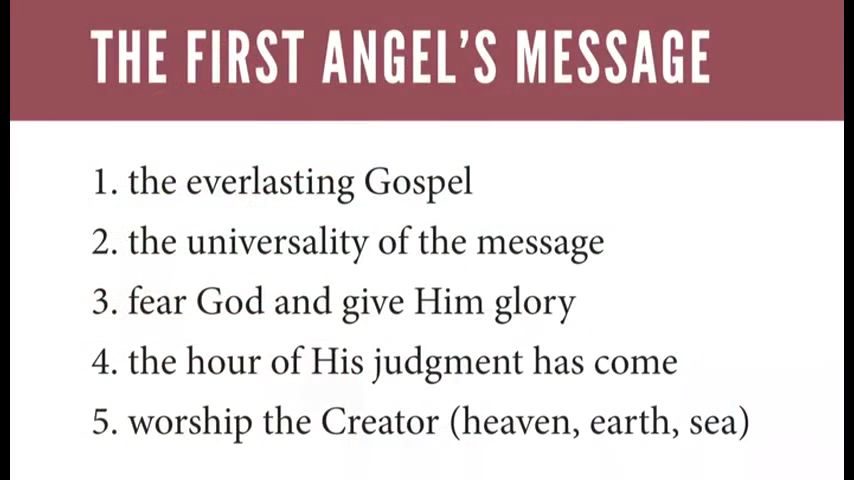 THE FIRST ANGEL'S MESSAGE
1. the everlasting Gospel
2. the universality of the message
3. fear God and give Him glory
4. the hour of His judgment has come
5. worship the Creator (heaven, earth, sea)